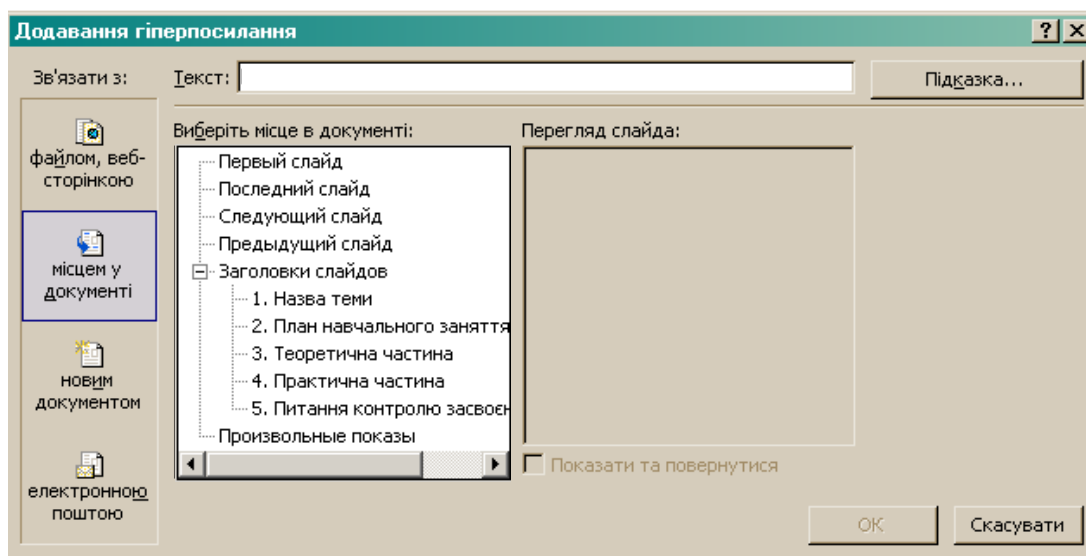 Додавання гіперпосилання
Зв'язати з:
Текст:
Підказка...
файлом, веб-
сторінкою
місцем у
документі
новим
документом
електронною
поштою
Виберіть місце в документі:
Первый слайд
Последний слайд
Следующий слайд
Предыдущий слайд
Заголовки слайдов
1. Назва теми
2. План навчального заняття
3. Теоретична частина
4. Практична частина
5. Питання контролю засвоєн
Произвольные показы
Перегляд слайда:
Показати та повернутися
ОК
Скасувати